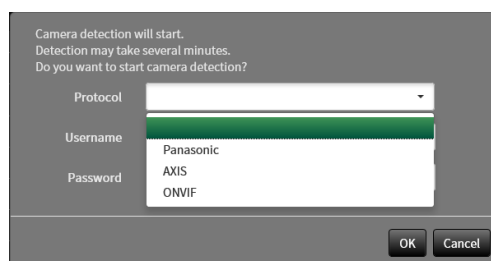 Camera detection will start.
Detection may take several minutes.
Do you want to start camera detection?
Protocol
Username
Panasonic
AXIS
Password
ONVIF
OK Cancel